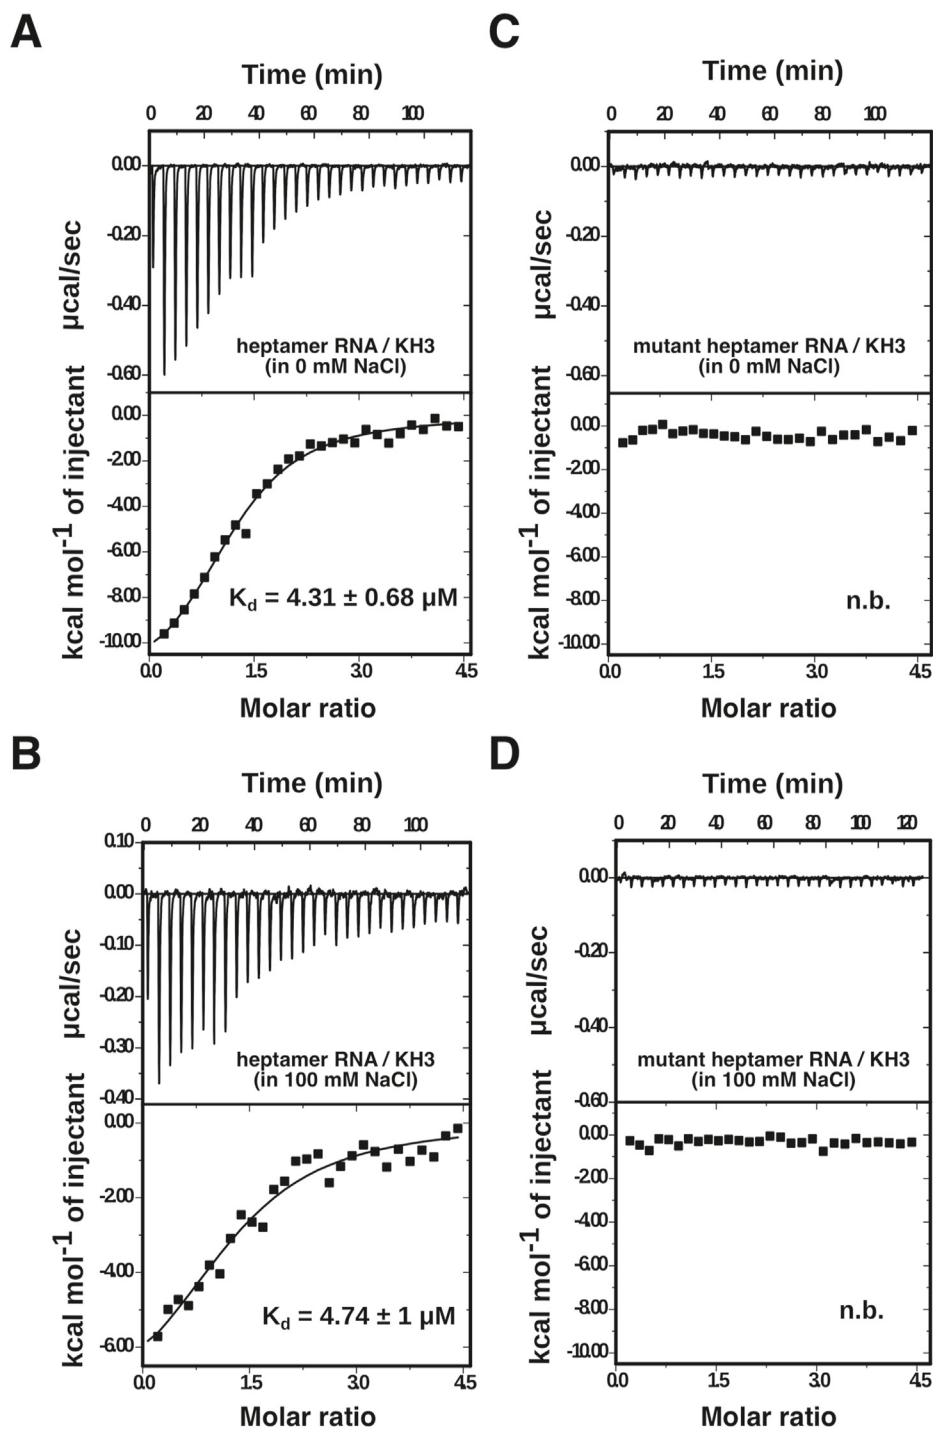 A
Time (min)
0 20 40 60 80 100
0.00
-0.20
-0.40
-0.60
µcal/sec
heptamer RNA / KH3
(in 0 mM NaCl)
0.00
-2.00
-4.00
-6.00
-8.00
-10.00
kcal mol-1 of injectant
Kd = 4.31 ± 0.68 µM
0.0 1.5 3.0 4.5
Molar ratio
C
Time (min)
0 20 40 60 80 100
0.00
-0.20
-0.40
-0.60
µcal/sec
mutant heptamer RNA / KH3
(in 0 mM NaCl)
0.00
-2.00
-4.00
-6.00
-8.00
-10.00
kcal mol-1 of injectant
n.b.
0.0 1.5 3.0 4.5
Molar ratio
B
Time (min)
0 20 40 60 80 100
0.10
0.00
-0.10
-0.20
-0.30
-0.40
µcal/sec
heptamer RNA / KH3
(in 100 mM NaCl)
0.00
-2.00
-4.00
-6.00
kcal mol-1 of injectant
Kd = 4.74 ± 1 µM
0.0 1.5 3.0 4.5
Molar ratio
D
Time (min)
0 20 40 60 80 100 120
0.00
-0.20
-0.40
-0.60
µcal/sec
mutant heptamer RNA / KH3
(in 100 mM NaCl)
0.00
-2.00
-4.00
-6.00
-8.00
-10.00
kcal mol-1 of injectant
n.b.
0.0 1.5 3.0 4.5
Molar ratio